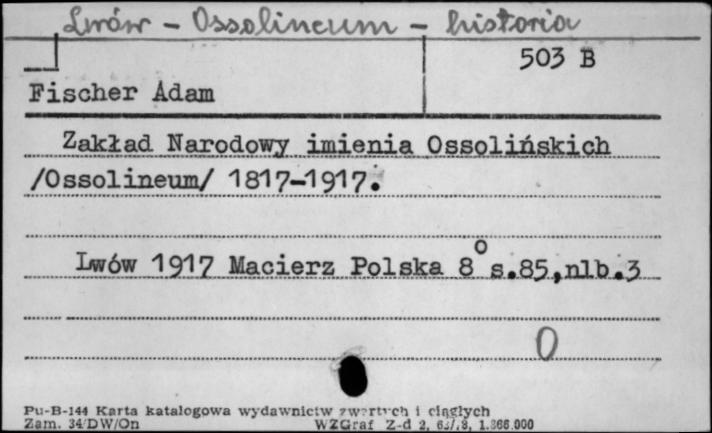 Lwów - Ossolineum - historia
503 B
Fischer Adam
Zakład Narodowy imienia Ossolińskich
/Ossolineum/ 1817-1917.
Lwów 1917 Macierz Polska 8° s.85,nlb.3
0
Pu-B-144 Karta katalogowa wydawnictw zwartych i ciągłych
Zam. 34/DW/On WZGraf Z-d 2, 1.366.000